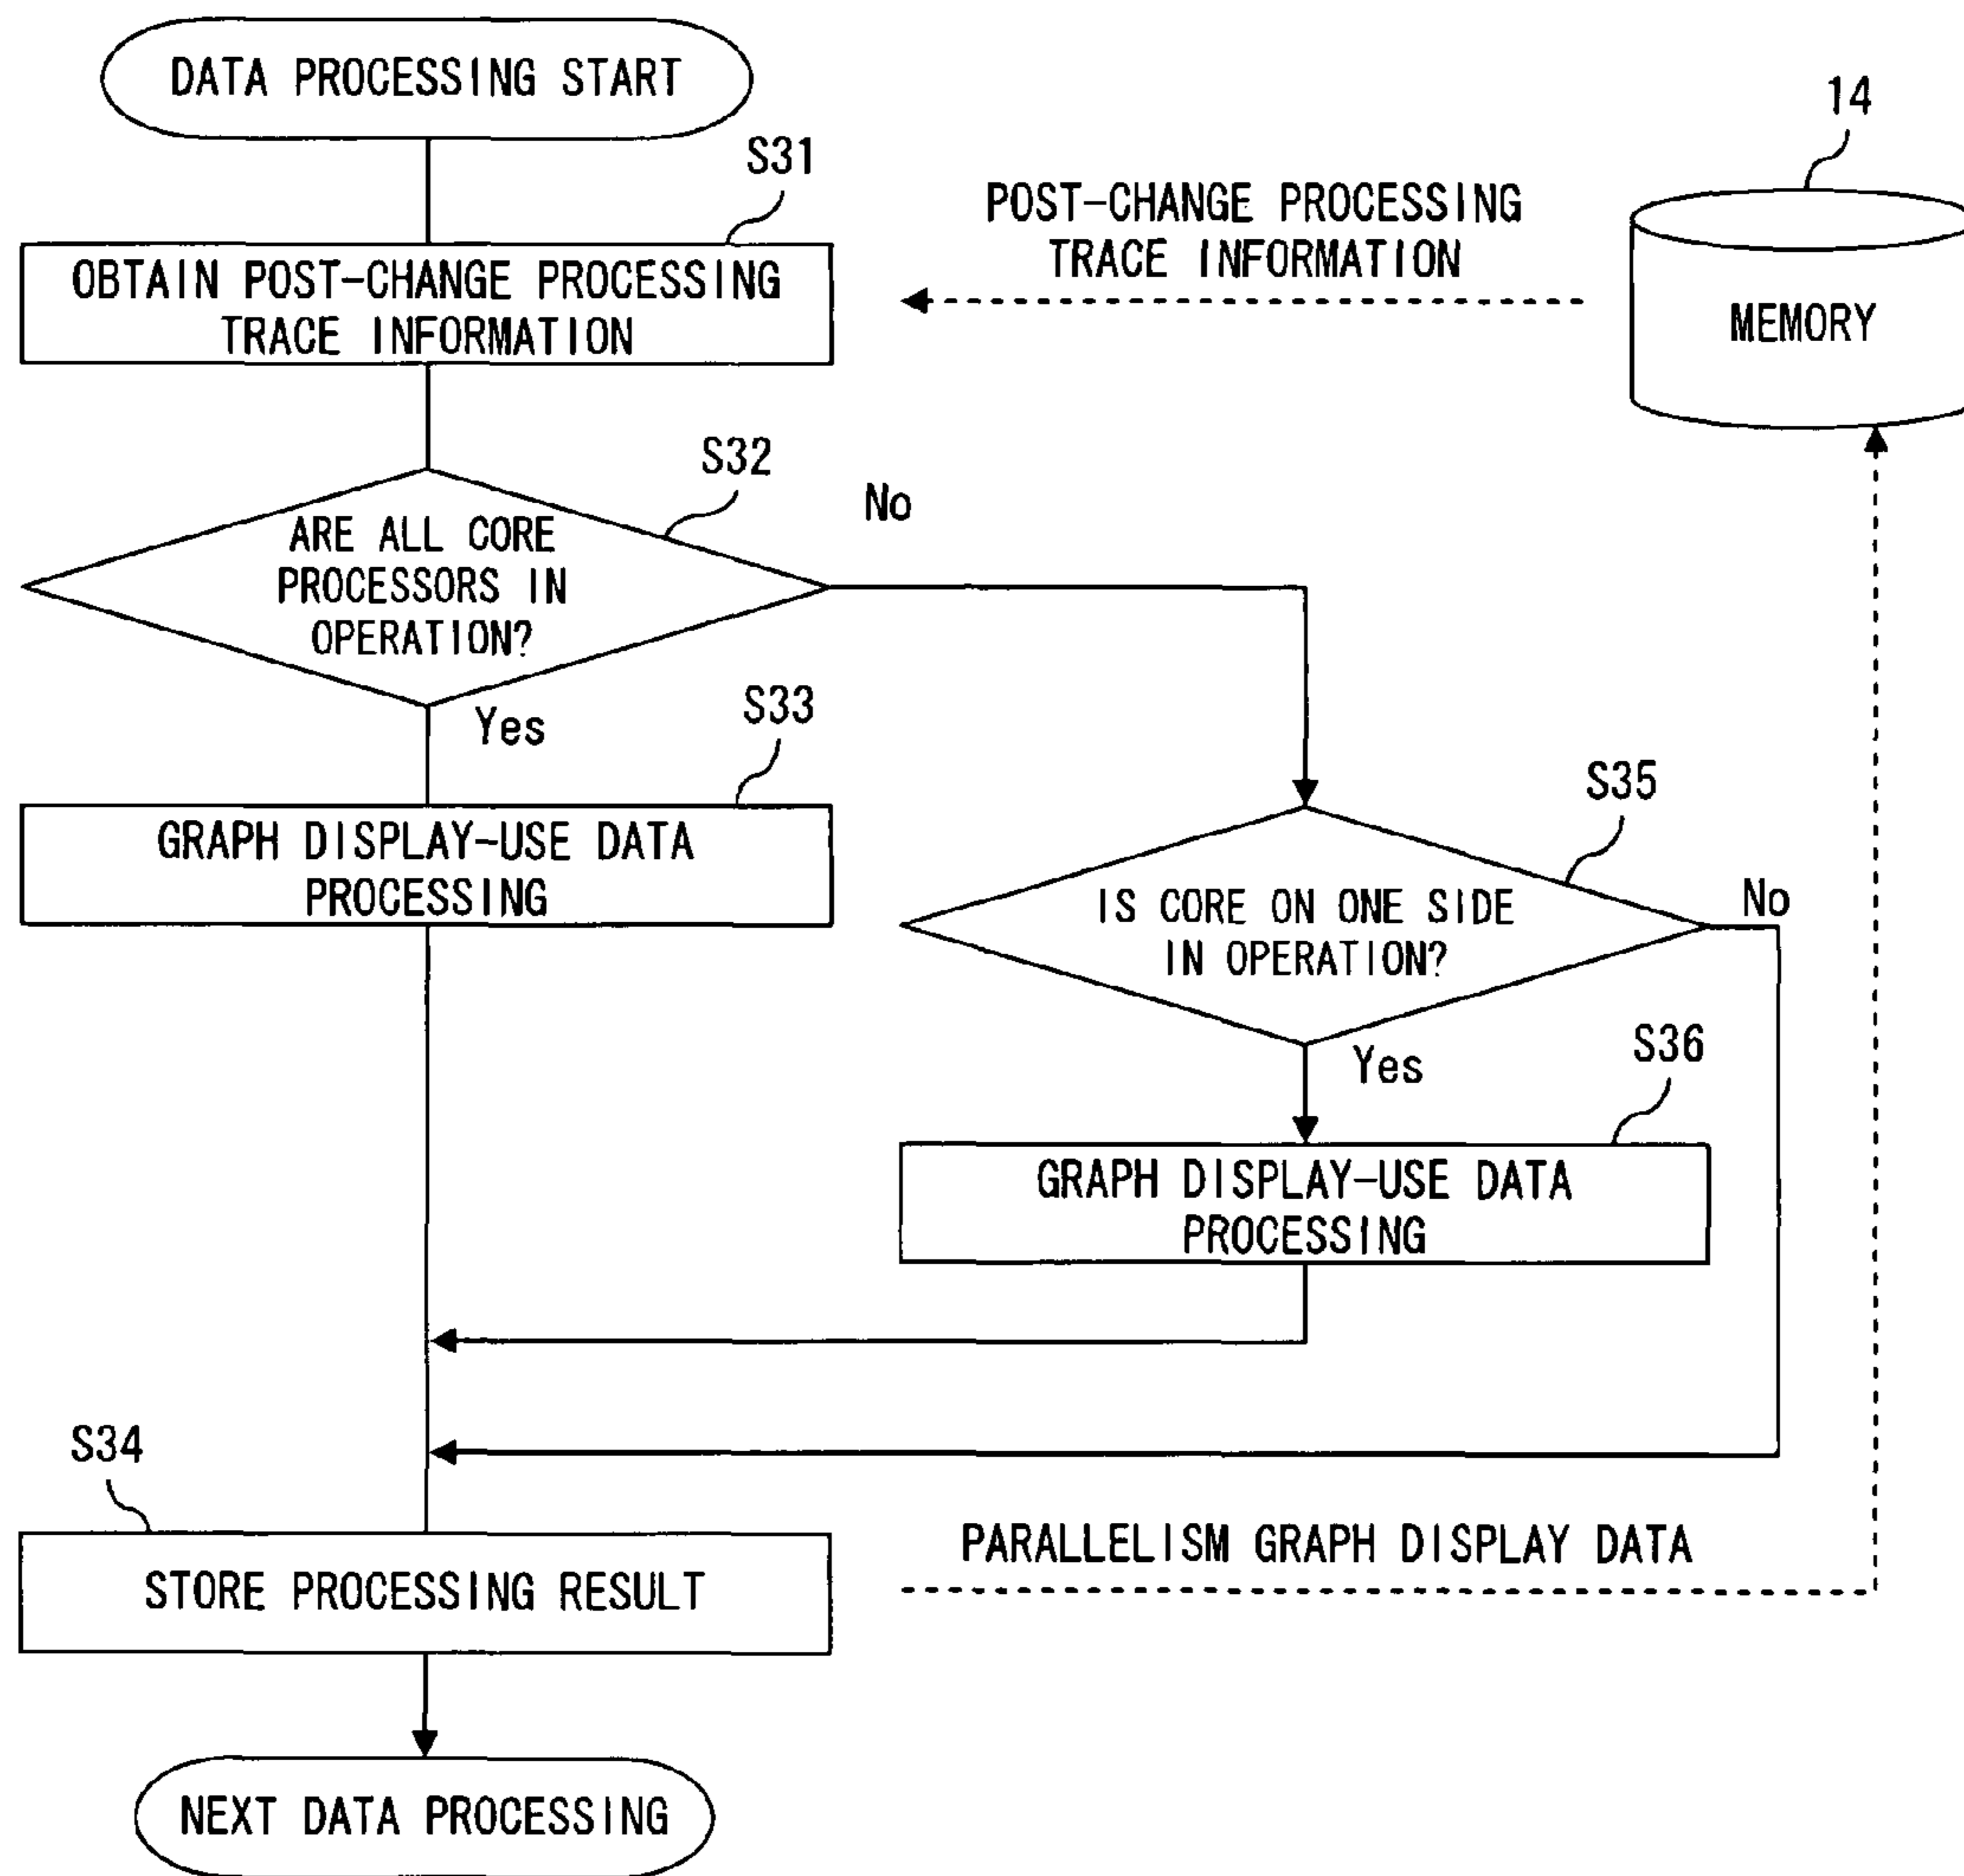 DATA PROCESSING START
S31
OBTAIN POST-CHANGE PROCESSING
TRACE INFORMATION
POST-CHANGE PROCESSING
TRACE INFORMATION
14
MEMORY
S32
ARE ALL CORE
PROCESSORS IN
OPERATION?
No
Yes
S33
GRAPH DISPLAY-USE DATA
PROCESSING
S35
IS CORE ON ONE SIDE
IN OPERATION?
No
Yes
S36
GRAPH DISPLAY-USE DATA
PROCESSING
S34
STORE PROCESSING RESULT
PARALLELISM GRAPH DISPLAY DATA
NEXT DATA PROCESSING